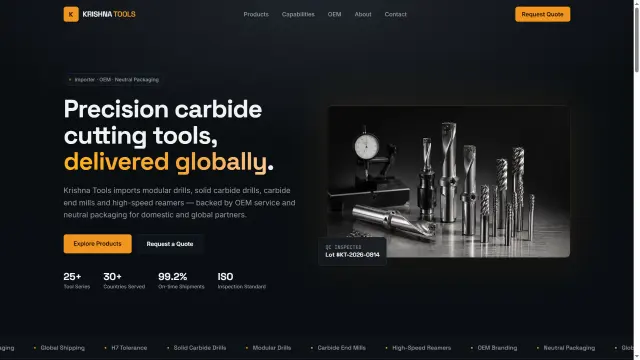 K KRISHNA TOOLS
Products Capabilities OEM About Contact
Request Quote
Importer · OEM · Neutral Packaging
Precision carbide
cutting tools,
delivered globally.
Krishna Tools imports modular drills, solid carbide drills, carbide
end mills and high-speed reamers — backed by OEM service and
neutral packaging for domestic and global partners.
Explore Products
Request a Quote
QC INSPECTED
Lot #KT-2026-0814
25+ 30+ 99.2% ISO
Tool Series Countries Served On-time Shipments Inspection Standard
aging • Global Shipping • H7 Tolerance • Solid Carbide Drills • Modular Drills • Carbide End Mills • High-Speed Reamers • OEM Branding • Neutral Packaging • Glob